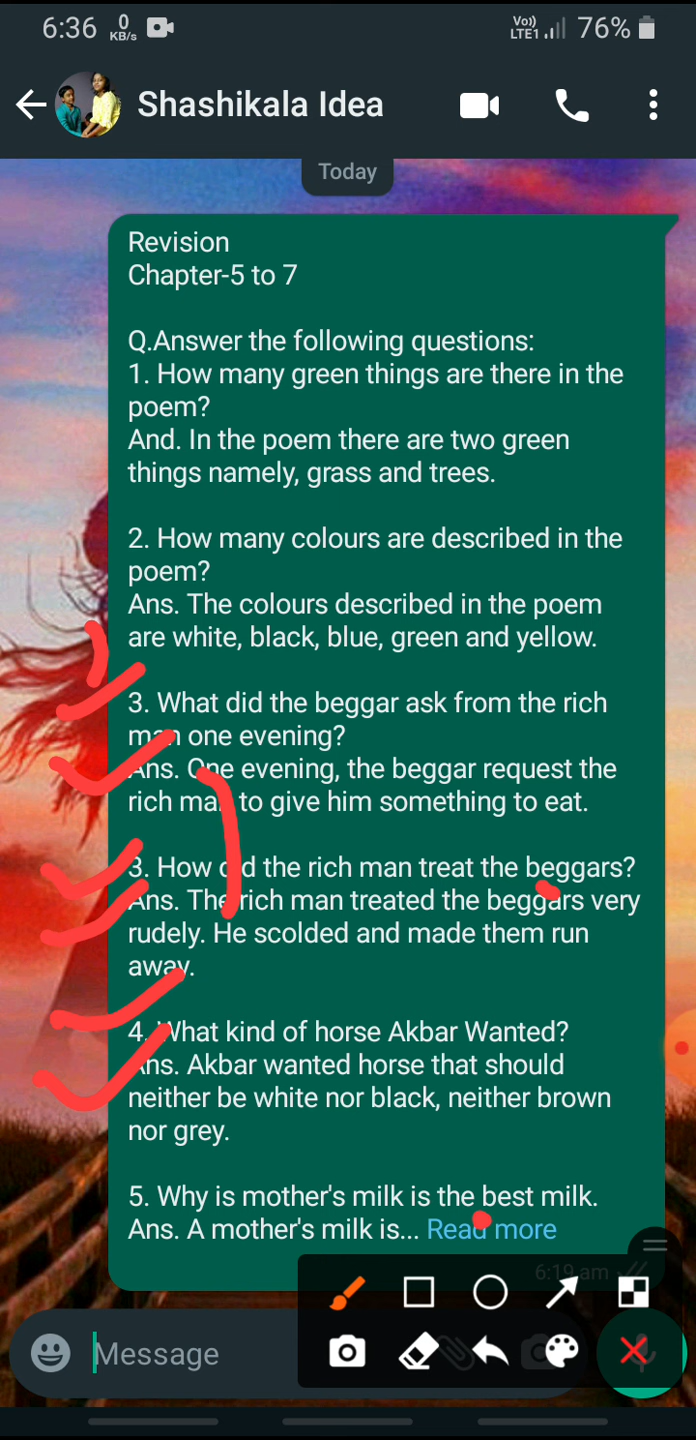 6:36 0 KB/s Vo)) LTE1 76%
Shashikala Idea
Today
Revision
Chapter-5 to 7
Q.Answer the following questions:
1. How many green things are there in the
poem?
And. In the poem there are two green
things namely, grass and trees.
2. How many colours are described in the
poem?
Ans. The colours described in the poem
are white, black, blue, green and yellow.
3. What did the beggar ask from the rich
man one evening?
Ans. One evening, the beggar request the
rich man to give him something to eat.
3. How did the rich man treat the beggars?
Ans. The rich man treated the beggars very
rudely. He scolded and made them run
away.
4. What kind of horse Akbar Wanted?
Ans. Akbar wanted horse that should
neither be white nor black, neither brown
nor grey.
5. Why is mother's milk is the best milk.
Ans. A mother's milk is... Read more
6:19 am
Message